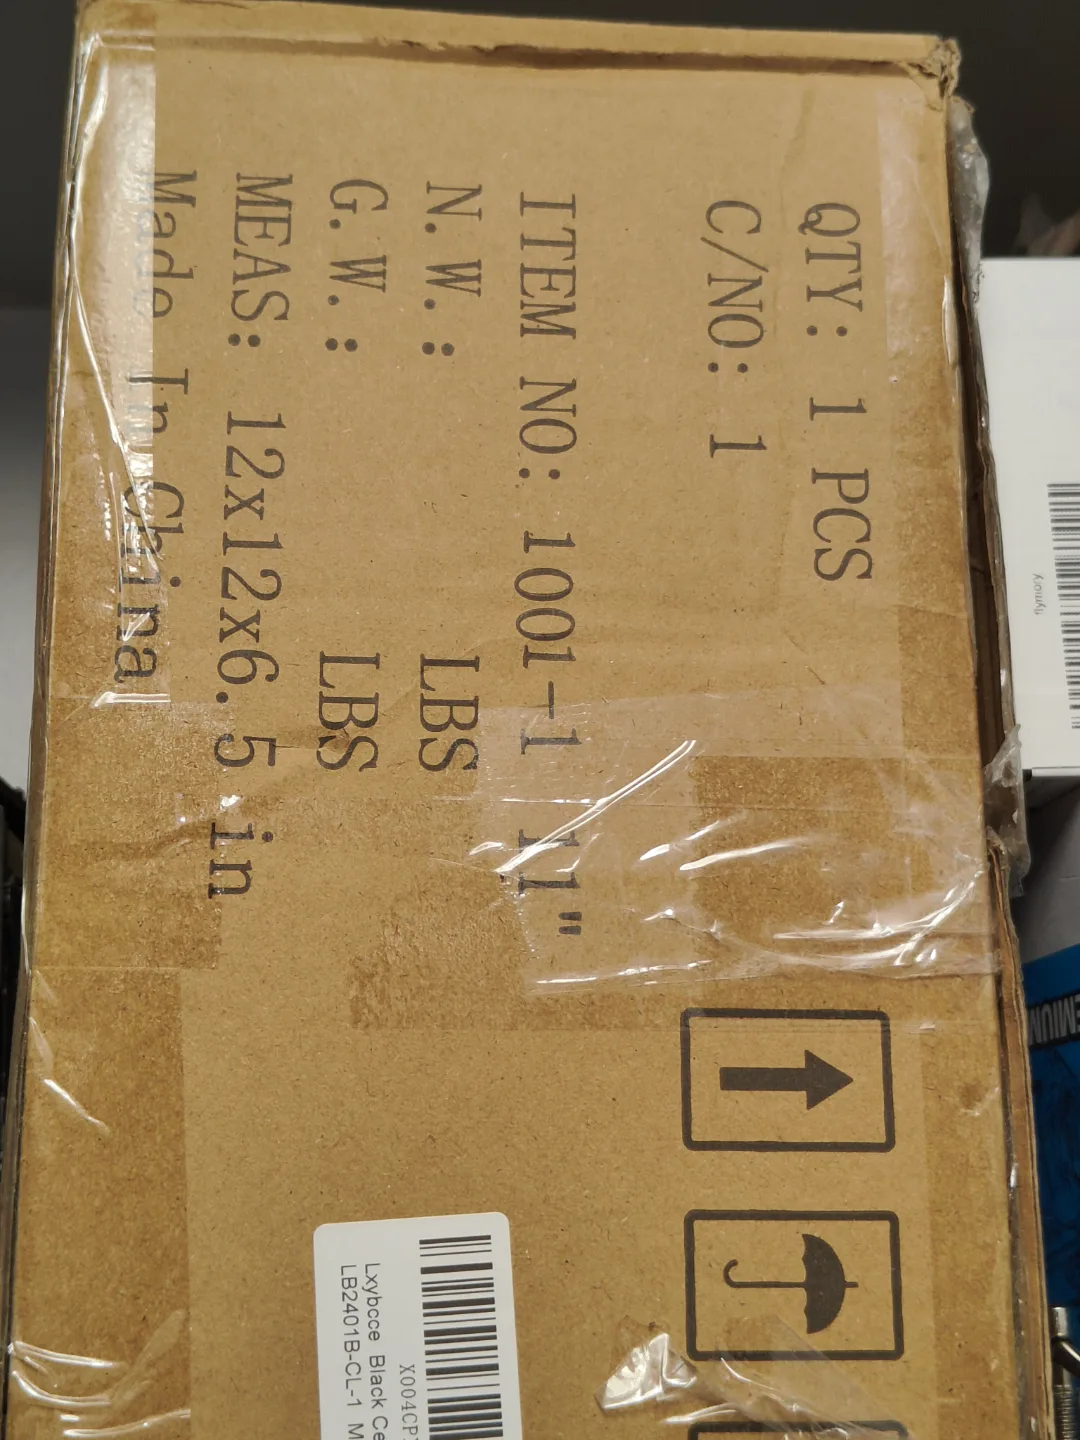 QTY: 1 PCS
C/NO: 1
ITEM NO: 1001-1 11"
N.W.: LBS
G.W.: LBS
MEAS: 12x12x6.5 in
Made In China
Lxybcce Black
LB2401B-CL-1
flymory